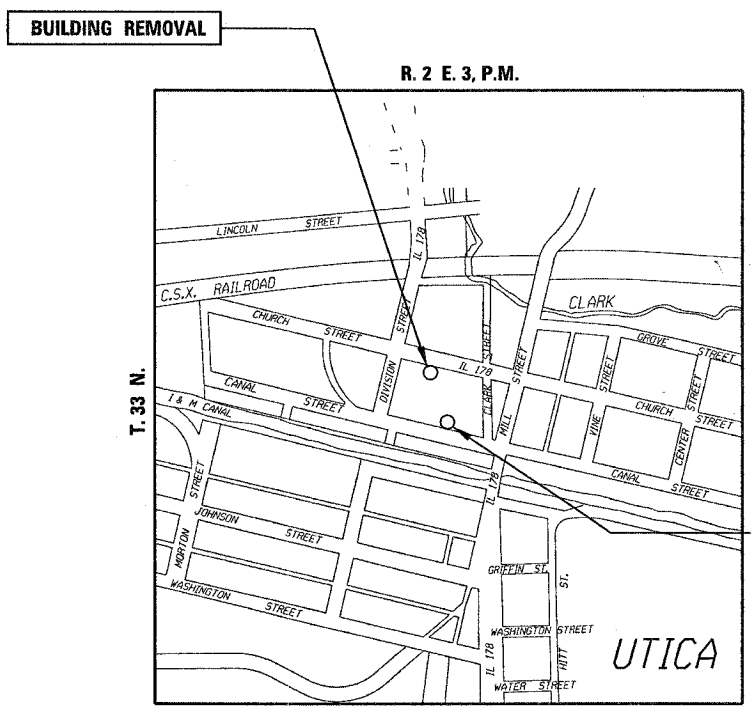 BUILDING REMOVAL
R. 2 E. 3, P.M.
T. 33 N.
LINCOLN STREET
IL 178
C.S.X. RAILROAD
CLARK
CHURCH STREET
STREET
STREET
GROVE STREET
IL 178
STREET
STREET
STREET
DIVISION
CANAL STREET
CLARK
CHURCH STREET
I & M CANAL
MILL
VINE
CENTER
CANAL STREET
STREET
IL 178
JOHNSON STREET
MORTON
GRIFFIN ST.
ST.
WASHINGTON STREET
WASHINGTON STREET
UTICA
HITT
IL 178
WATER STREET